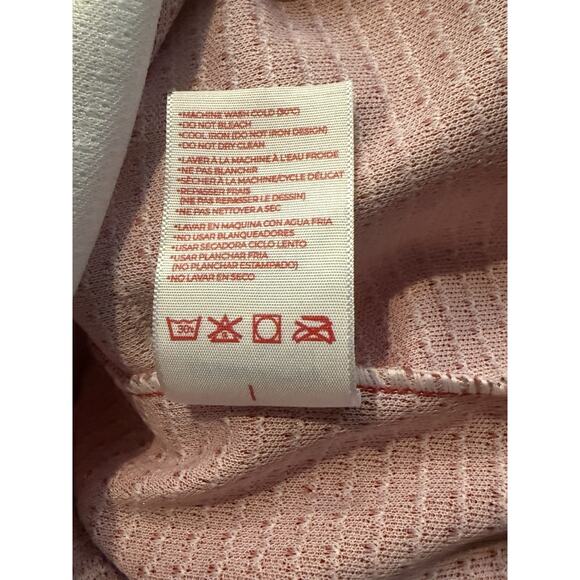 *MACHINE WASH COLD (30°C)
*DO NOT BLEACH
*COOL IRON (DO NOT IRON DESIGN)
*DO NOT DRY CLEAN
*LAVER À LA MACHINE À L'EAU FROIDE
*NE PAS BLANCHIR
*SÈCHER À LA MACHINE/CYCLE DÉLICAT
*REPASSER FRAIS
(NE PAS REPASSER LE DESSIN)
*NE PAS NETTOYER A SEC
*LAVAR EN MAQUINA CON AGUA FRIA
*NO USAR BLANQUEADORES
*USAR SECADORA CICLO LENTO
*USAR PLANCHAR FRIA
(NO PLANCHAR ESTAMPADO)
*NO LAVAR EN SECO